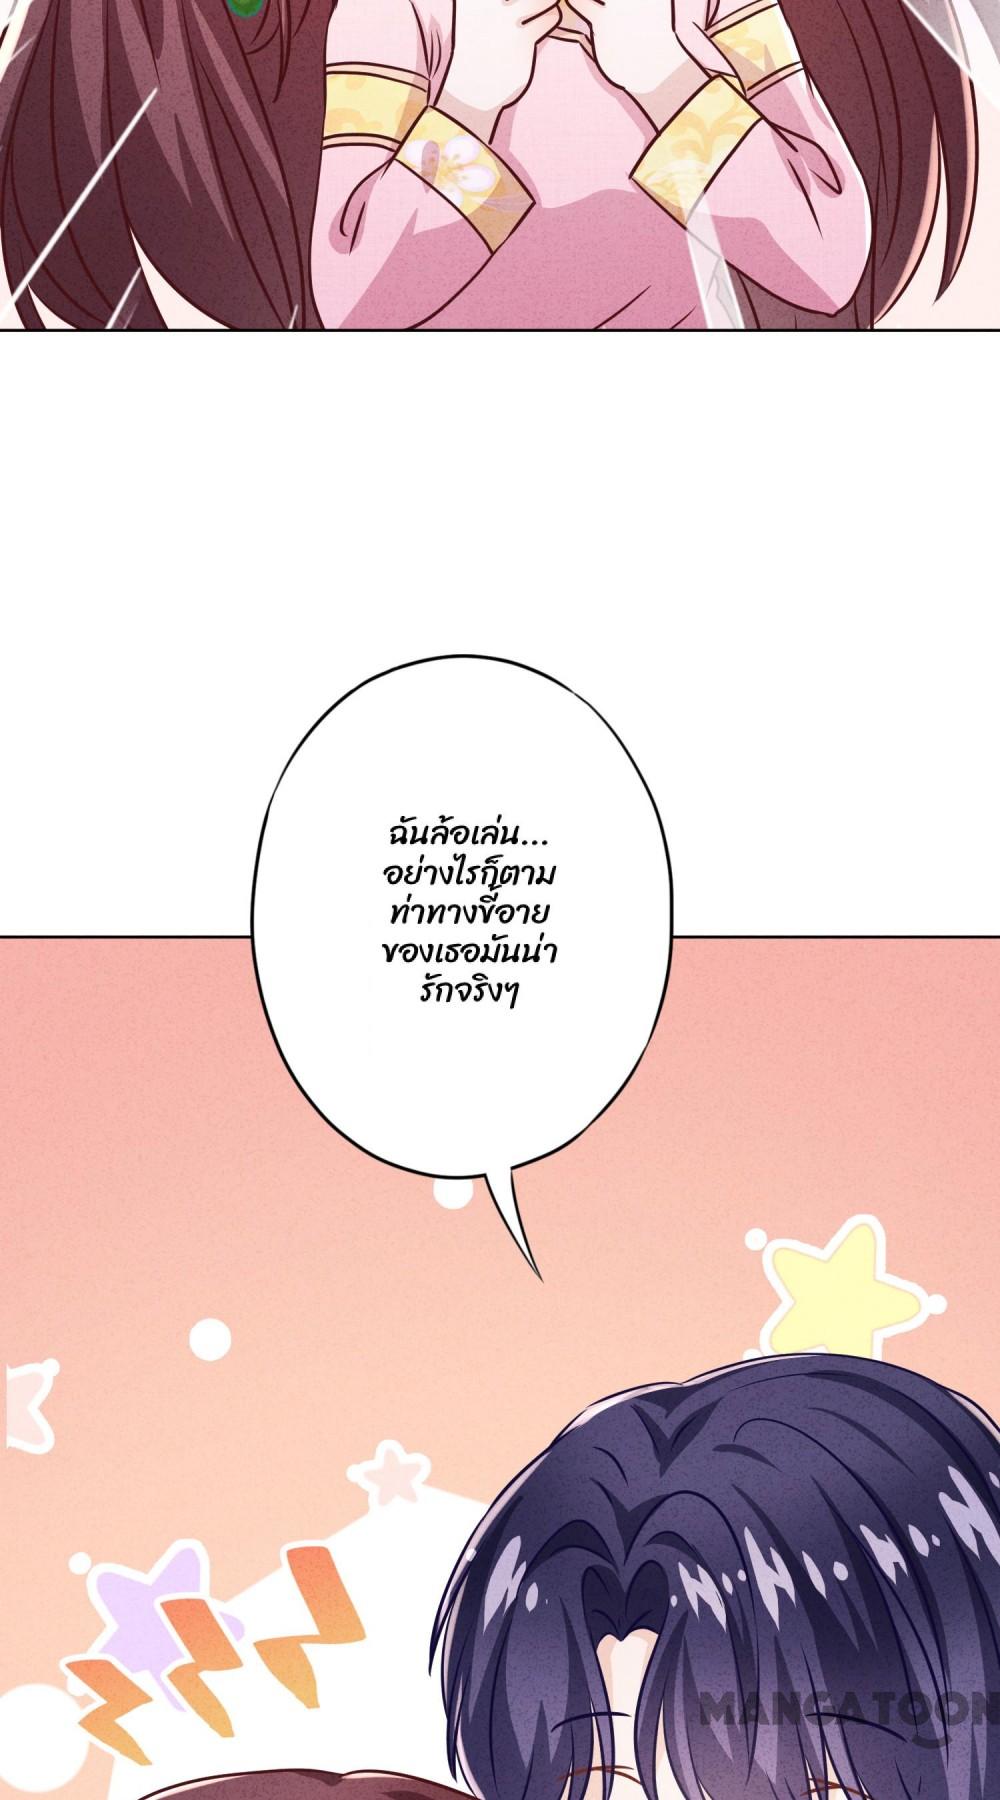 ฉันล้อเล่น...
อย่างไรก็ตาม
ท่าทางขี้อาย
ของเธอมันน่า
รักจริงๆ
MANGATOON